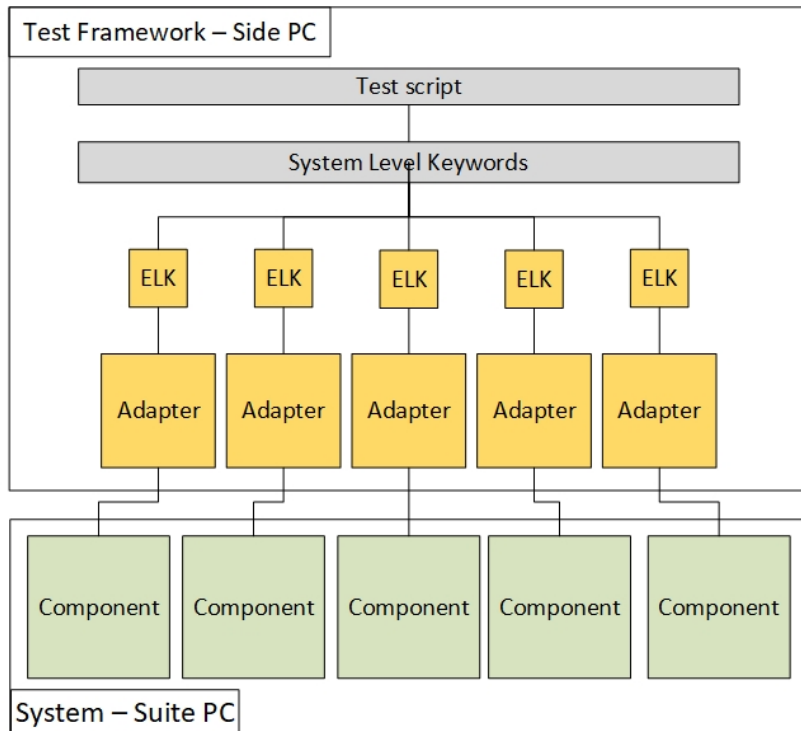 Test Framework – Side PC
Test script
System Level Keywords
ELK ELK ELK ELK ELK
Adapter Adapter Adapter Adapter Adapter
Component Component Component Component Component
System – Suite PC